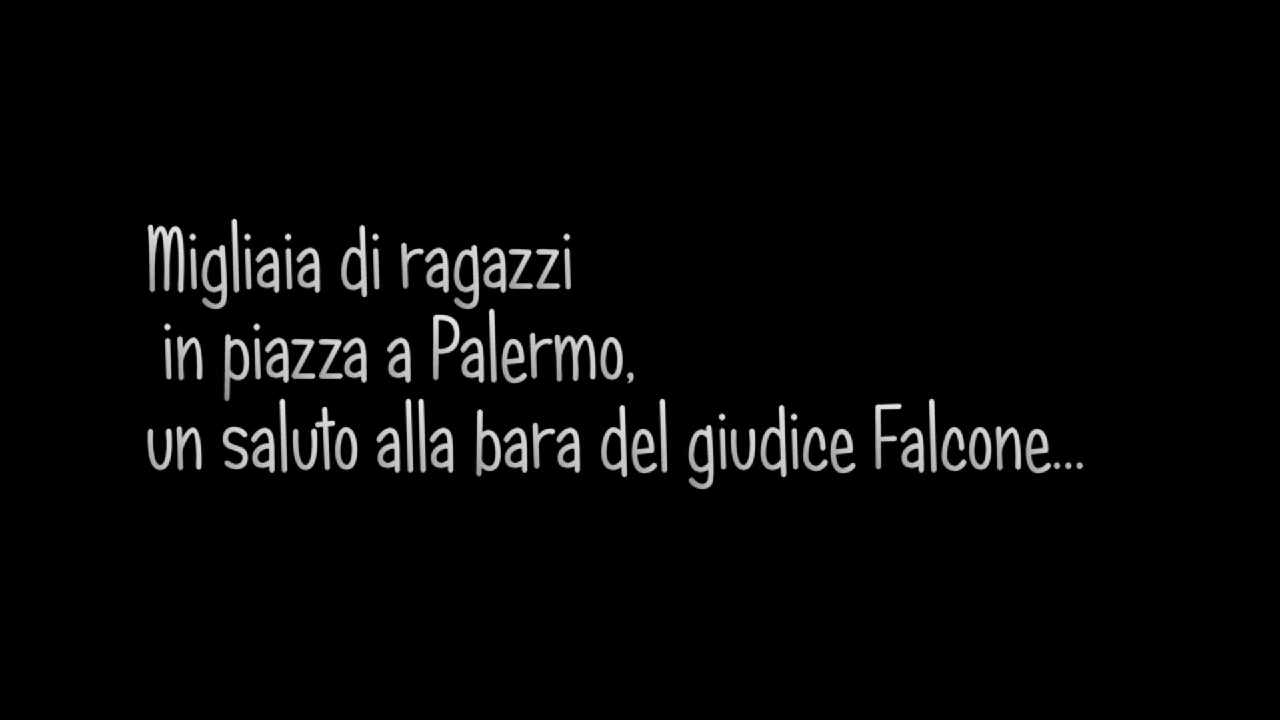 Migliaia di ragazzi
in piazza a Palermo,
un saluto alla bara del giudice Falcone...